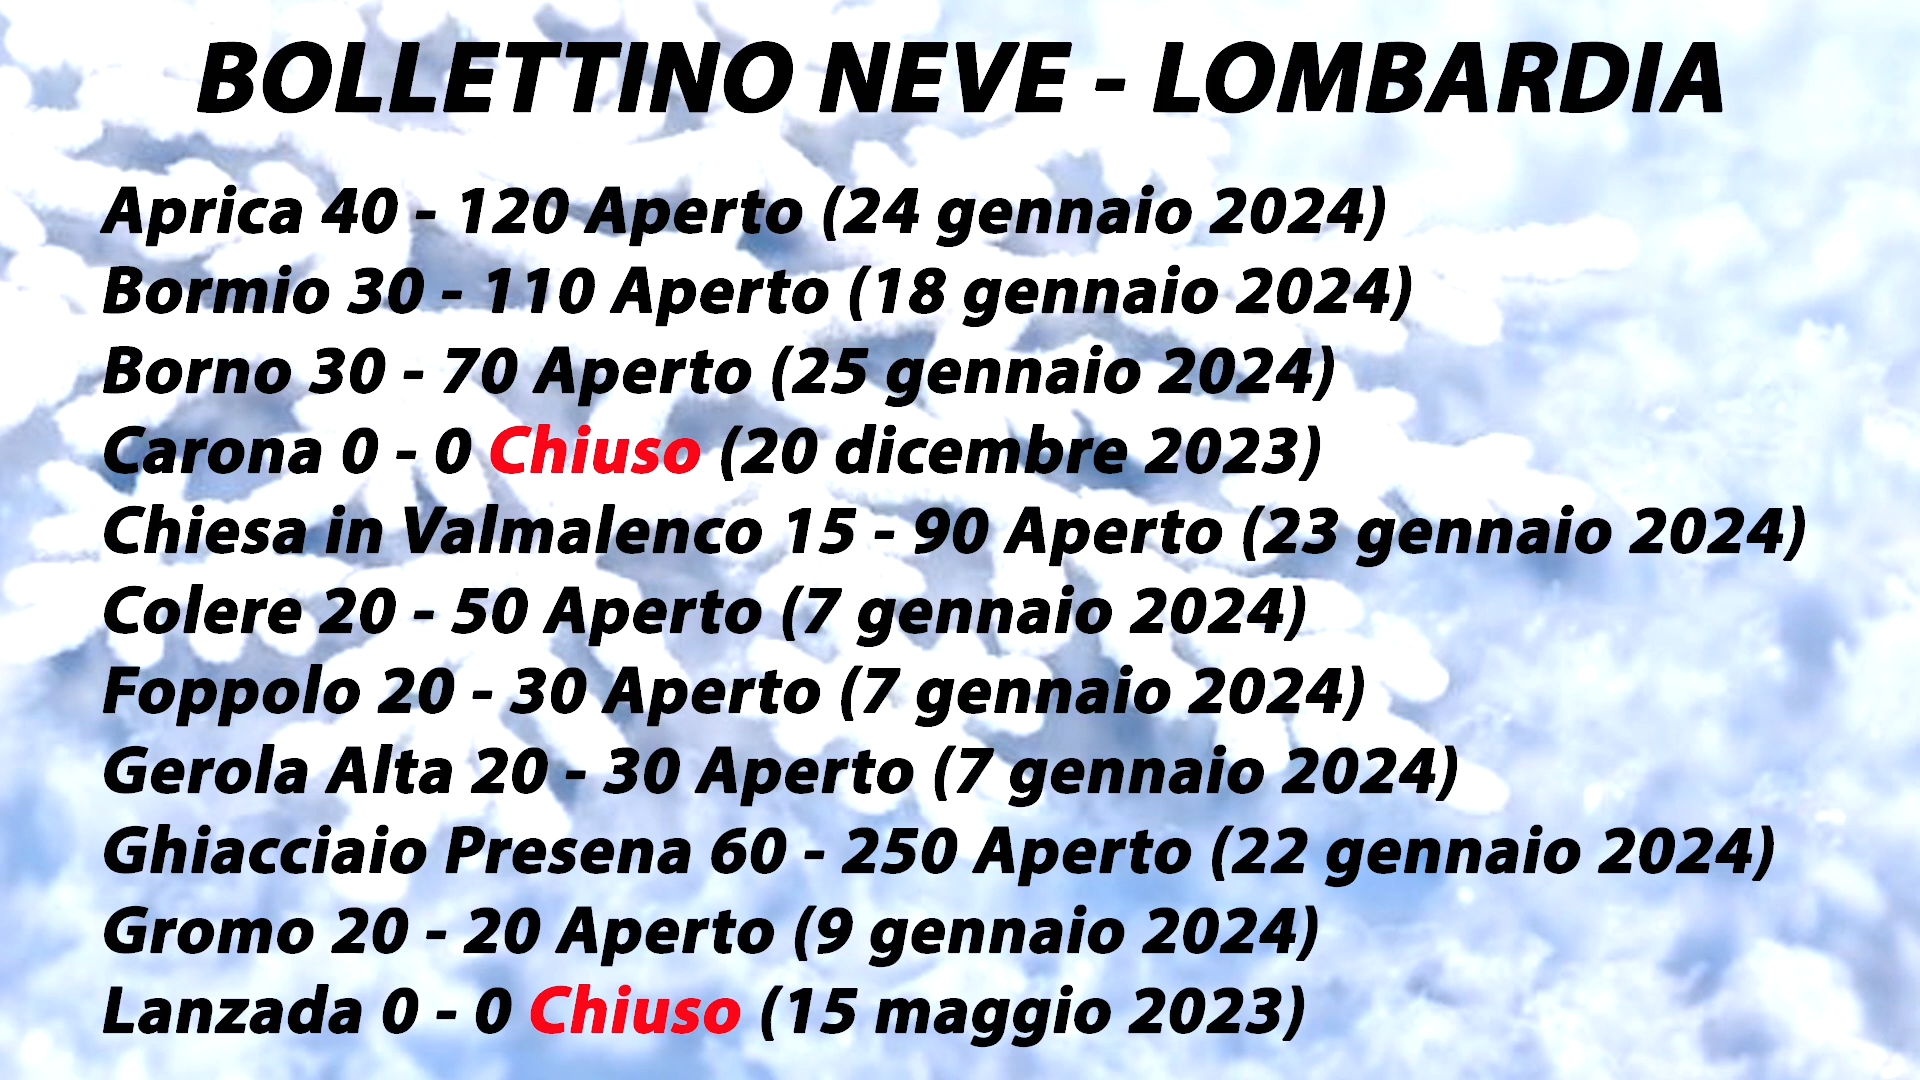 BOLLETTINO NEVE - LOMBARDIA
Aprica 40 - 120 Aperto (24 gennaio 2024)
Bormio 30 - 110 Aperto (18 gennaio 2024)
Borno 30 - 70 Aperto (25 gennaio 2024)
Carona 0 - 0 Chiuso (20 dicembre 2023)
Chiesa in Valmalenco 15 - 90 Aperto (23 gennaio 2024)
Colere 20 - 50 Aperto (7 gennaio 2024)
Foppolo 20 - 30 Aperto (7 gennaio 2024)
Gerola Alta 20 - 30 Aperto (7 gennaio 2024)
Ghiacciaio Presena 60 - 250 Aperto (22 gennaio 2024)
Gromo 20 - 20 Aperto (9 gennaio 2024)
Lanzada 0 - 0 Chiuso (15 maggio 2023)